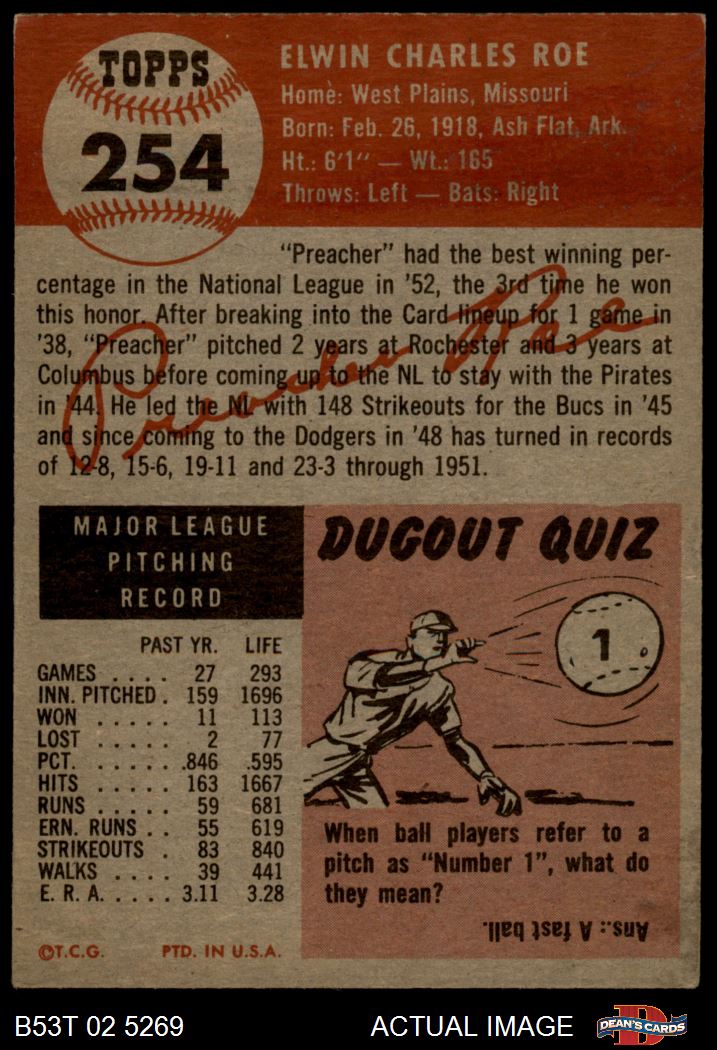 TOPPS
254
ELWIN CHARLES ROE
Home: West Plains, Missouri
Born: Feb. 26, 1918, Ash Flat, Ark.
Ht.: 6'1" — Wt.: 165
Throws: Left — Bats: Right
"Preacher" had the best winning per-
centage in the National League in '52, the 3rd time he won
this honor. After breaking into the Card lineup for 1 game in
'38, "Preacher" pitched 2 years at Rochester and 3 years at
Columbus before coming up to the NL to stay with the Pirates
in '44. He led the NL with 148 Strikeouts for the Bucs in '45
and since coming to the Dodgers in '48 has turned in records
of 12-8, 15-6, 19-11 and 23-3 through 1951.
Preacher Roe
MAJOR LEAGUE
PITCHING
RECORD
PAST YR. LIFE
GAMES . . . . 27 293
INN. PITCHED . 159 1696
WON . . . . . 11 113
LOST . . . . . 2 77
PCT. . . . . . .846 .595
HITS . . . . . 163 1667
RUNS . . . . . 59 681
ERN. RUNS . . 55 619
STRIKEOUTS . 83 840
WALKS . . . . 39 441
E. R. A. . . . . . 3.11 3.28
©T.C.G. PTD. IN U.S.A.
DUGOUT QUIZ
1
When ball players refer to a
pitch as "Number 1", what do
they mean?
Ans.: A fast ball.
B53T 02 5269 ACTUAL IMAGE DEAN'S CARDS